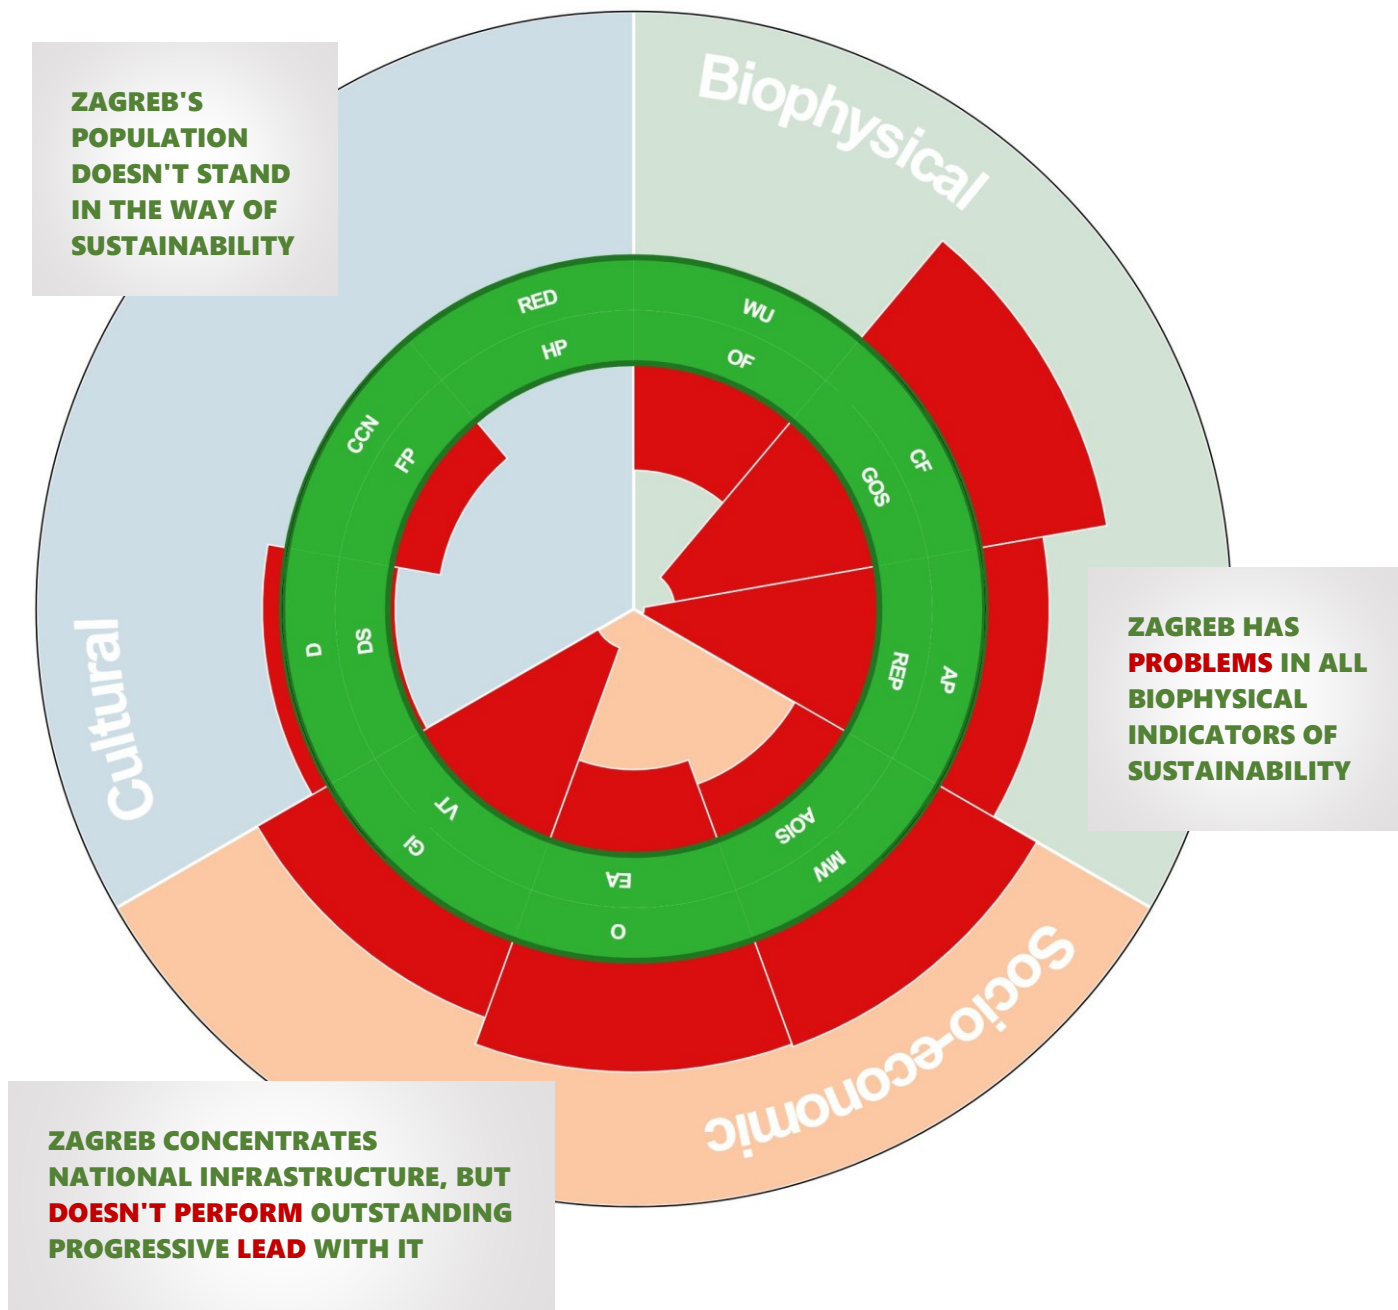 ZAGREB'S
POPULATION
DOESN'T STAND
IN THE WAY OF
SUSTAINABILITY
Biophysical
RED
HP
WU
OF
CCN
FP
CF
GOS
D
DS
REP
AP
Cultural
ZAGREB HAS
PROBLEMS IN ALL
BIOPHYSICAL
INDICATORS OF
SUSTAINABILITY
VT
GI
AOIS
MW
EA
O
Socio-economic
ZAGREB CONCENTRATES
NATIONAL INFRASTRUCTURE, BUT
DOESN'T PERFORM OUTSTANDING
PROGRESSIVE LEAD WITH IT